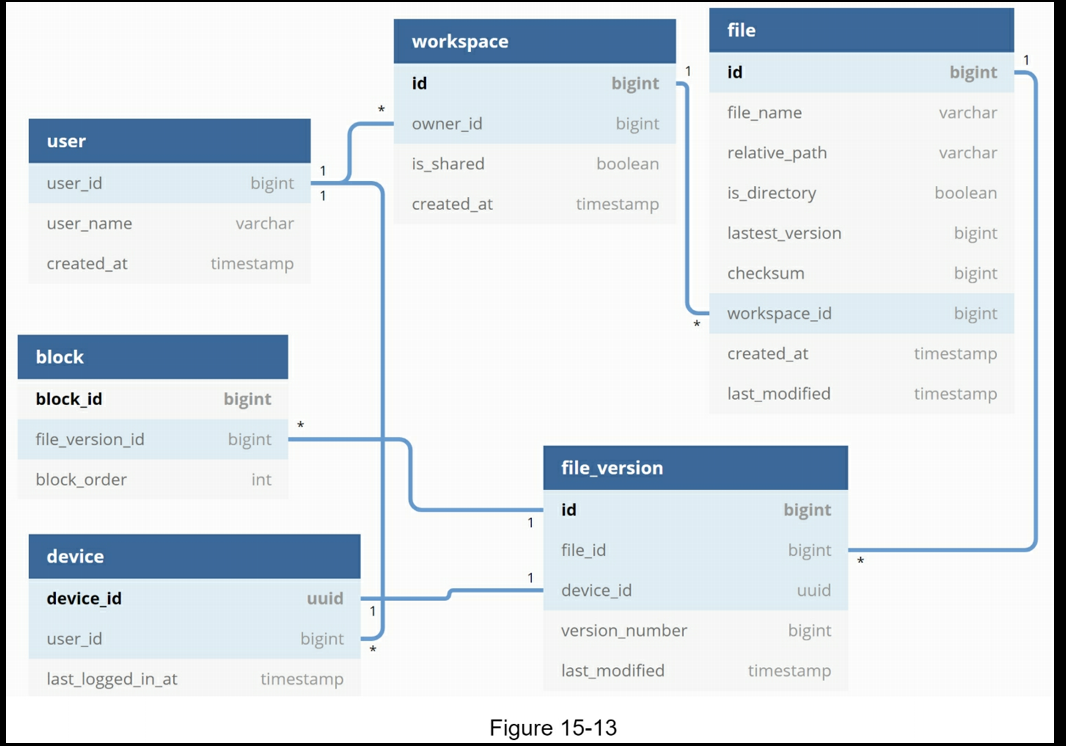 user
user_id bigint
user_name varchar
created_at timestamp
1
1
*
workspace
id bigint
owner_id bigint
is_shared boolean
created_at timestamp
1
*
file
id bigint
file_name varchar
relative_path varchar
is_directory boolean
lastest_version bigint
checksum bigint
workspace_id bigint
created_at timestamp
last_modified timestamp
1
block
block_id bigint
file_version_id bigint
block_order int
*
1
file_version
id bigint
file_id bigint
device_id uuid
version_number bigint
last_modified timestamp
*
1
device
device_id uuid
user_id bigint
last_logged_in_at timestamp
1
*
Figure 15-13